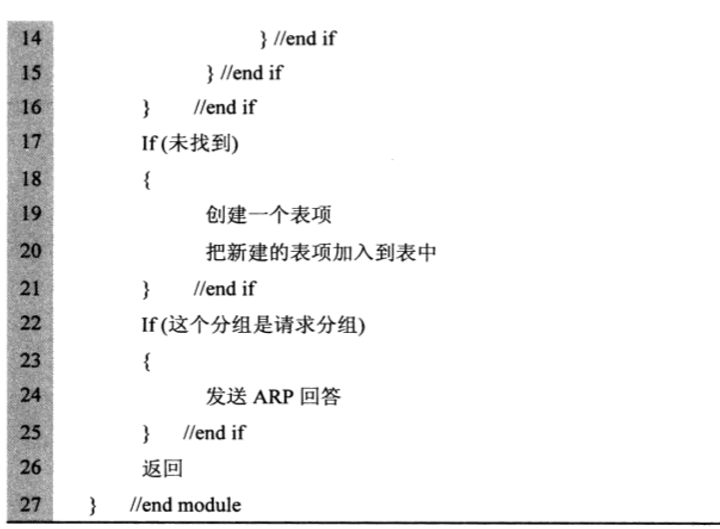 14 } //end if
15 } //end if
16 } //end if
17 If (未找到)
18 {
19 创建一个表项
20 把新建的表项加入到表中
21 } //end if
22 If (这个分组是请求分组)
23 {
24 发送 ARP 回答
25 } //end if
26 返回
27 } //end module